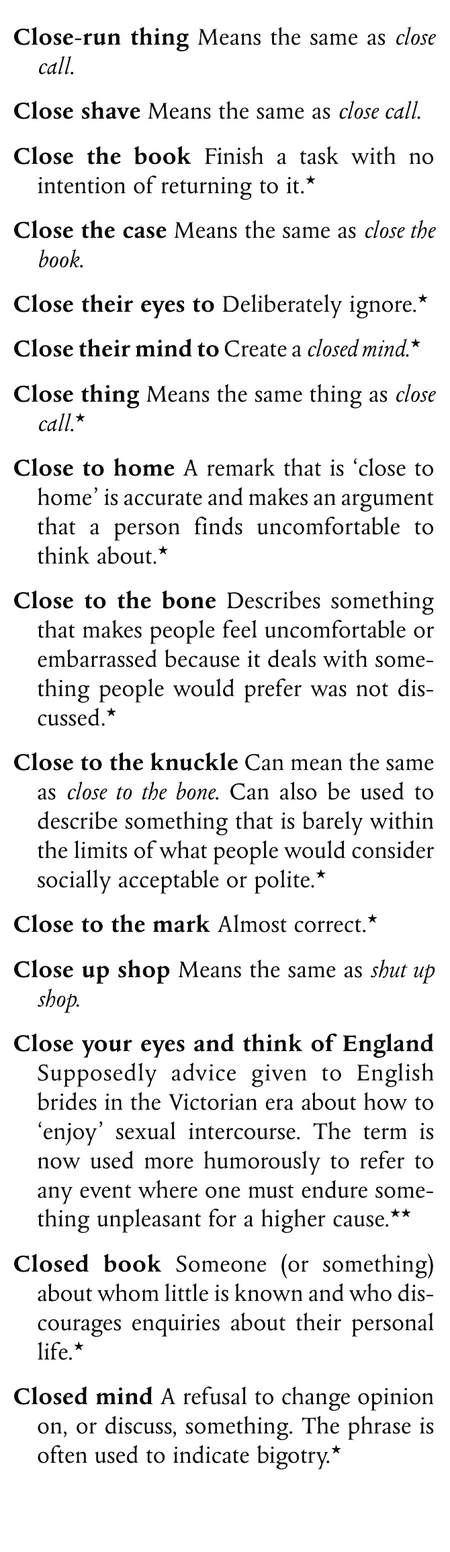 Close-run thing Means the same as close
call.
Close shave Means the same as close call.
Close the book Finish a task with no
intention of returning to it.★
Close the case Means the same as close the
book.
Close their eyes to Deliberately ignore.★
Close their mind to Create a closed mind.★
Close thing Means the same thing as close
call.★
Close to home A remark that is ‘close to
home’ is accurate and makes an argument
that a person finds uncomfortable to
think about.★
Close to the bone Describes something
that makes people feel uncomfortable or
embarrassed because it deals with some-
thing people would prefer was not dis-
cussed.★
Close to the knuckle Can mean the same
as close to the bone. Can also be used to
describe something that is barely within
the limits of what people would consider
socially acceptable or polite.★
Close to the mark Almost correct.★
Close up shop Means the same as shut up
shop.
Close your eyes and think of England
Supposedly advice given to English
brides in the Victorian era about how to
‘enjoy’ sexual intercourse. The term is
now used more humorously to refer to
any event where one must endure some-
thing unpleasant for a higher cause.★★
Closed book Someone (or something)
about whom little is known and who dis-
courages enquiries about their personal
life.★
Closed mind A refusal to change opinion
on, or discuss, something. The phrase is
often used to indicate bigotry.★